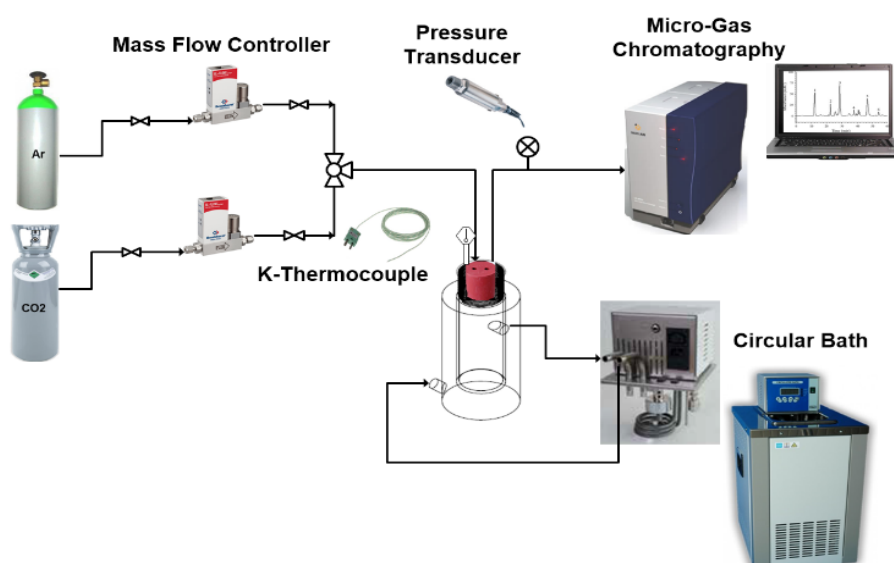 Mass Flow Controller
Pressure
Transducer
Micro-Gas
Chromatography
Ar
K-Thermocouple
CO2
Circular Bath